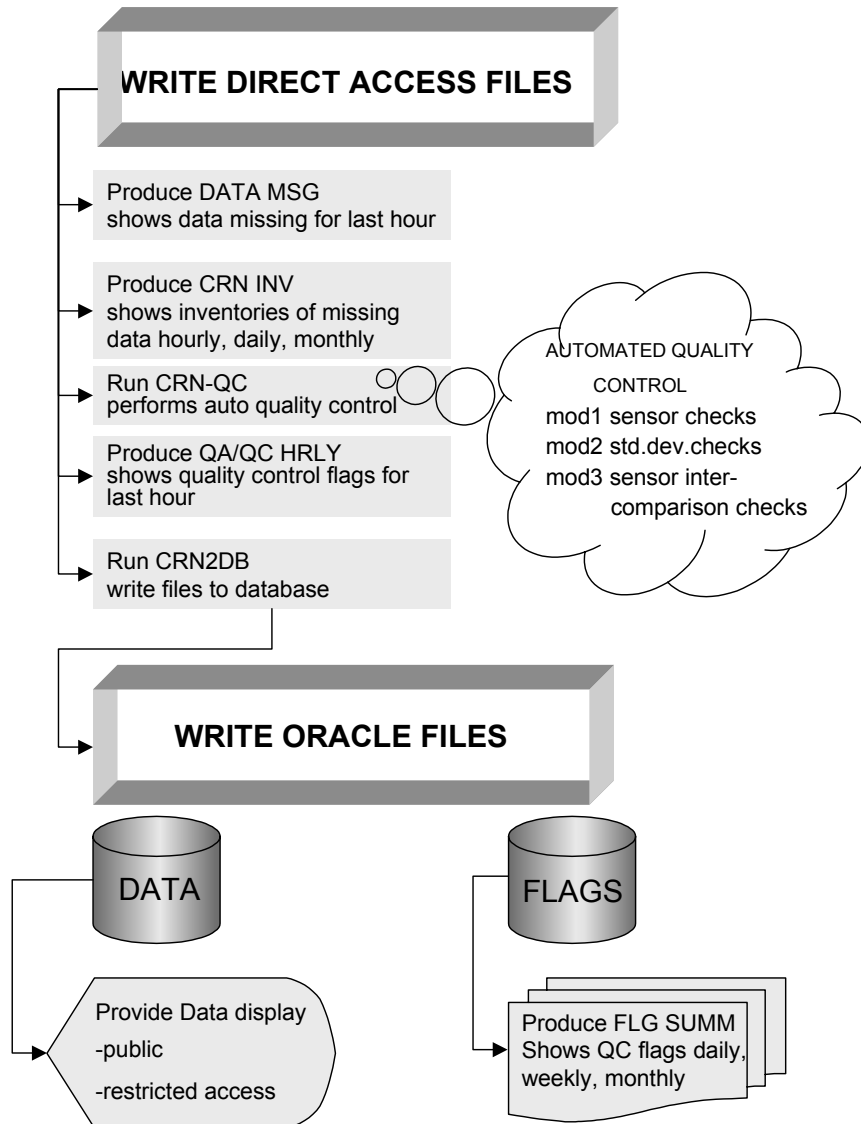 WRITE DIRECT ACCESS FILES
Produce DATA MSG
shows data missing for last hour
Produce CRN INV
shows inventories of missing
data hourly, daily, monthly
Run CRN-QC
performs auto quality control
Produce QA/QC HRLY
shows quality control flags for
last hour
Run CRN2DB
write files to database
AUTOMATED QUALITY
CONTROL
mod1 sensor checks
mod2 std.dev.checks
mod3 sensor inter-
comparison checks
WRITE ORACLE FILES
DATA
FLAGS
Provide Data display
-public
-restricted access
Produce FLG SUMM
Shows QC flags daily,
weekly, monthly